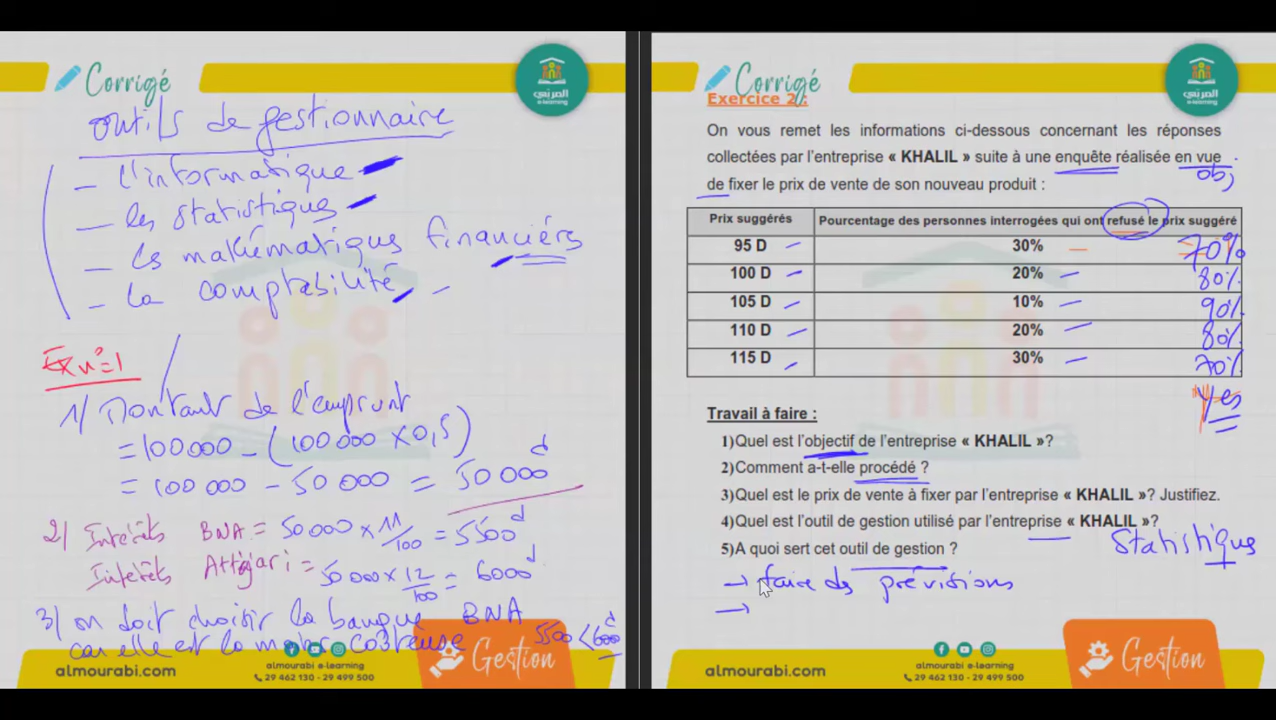 Corrigé
المربي
e-learning
outils de gestionnaire
- l'informatique
- les statistiques
- les mathématiques financiérs
- la comptabilité -
Ex n°=1
1/ Montant de l'emprunt
= 100 000 - (100 000 x 0,5)
= 100 000 - 50 000 = 50 000 d
2/ Intérêts BNA = 50 000 x 11/100 = 5500 d
Intérêts Attijari = 50 000 x 12/100 = 6000 d
3/ on doit choisir la banque BNA
car elle est la moins costeuse 5500 < 6000 d
almourabi e-learning
almourabi.com
29 462 130 - 29 499 500
Gestion
Corrigé
المربي
e-learning
Exercice 2 :
On vous remet les informations ci-dessous concernant les réponses
collectées par l'entreprise « KHALIL » suite à une enquête réalisée en vue
obj
de fixer le prix de vente de son nouveau produit :
Prix suggérés Pourcentage des personnes interrogées qui ont refusé le prix suggéré
95 D 30% 70%
100 D 20% 80%
105 D 10% 90%
110 D 20% 80%
115 D 30% 70%
Yes
Travail à faire :
1)Quel est l'objectif de l'entreprise « KHALIL »?
2)Comment a-t-elle procédé ?
3)Quel est le prix de vente à fixer par l'entreprise « KHALIL »? Justifiez.
4)Quel est l'outil de gestion utilisé par l'entreprise « KHALIL »?
Statistique
5)A quoi sert cet outil de gestion ?
→ faire des prévisions
→
almourabi e-learning
almourabi.com
29 462 130 - 29 499 500
Gestion